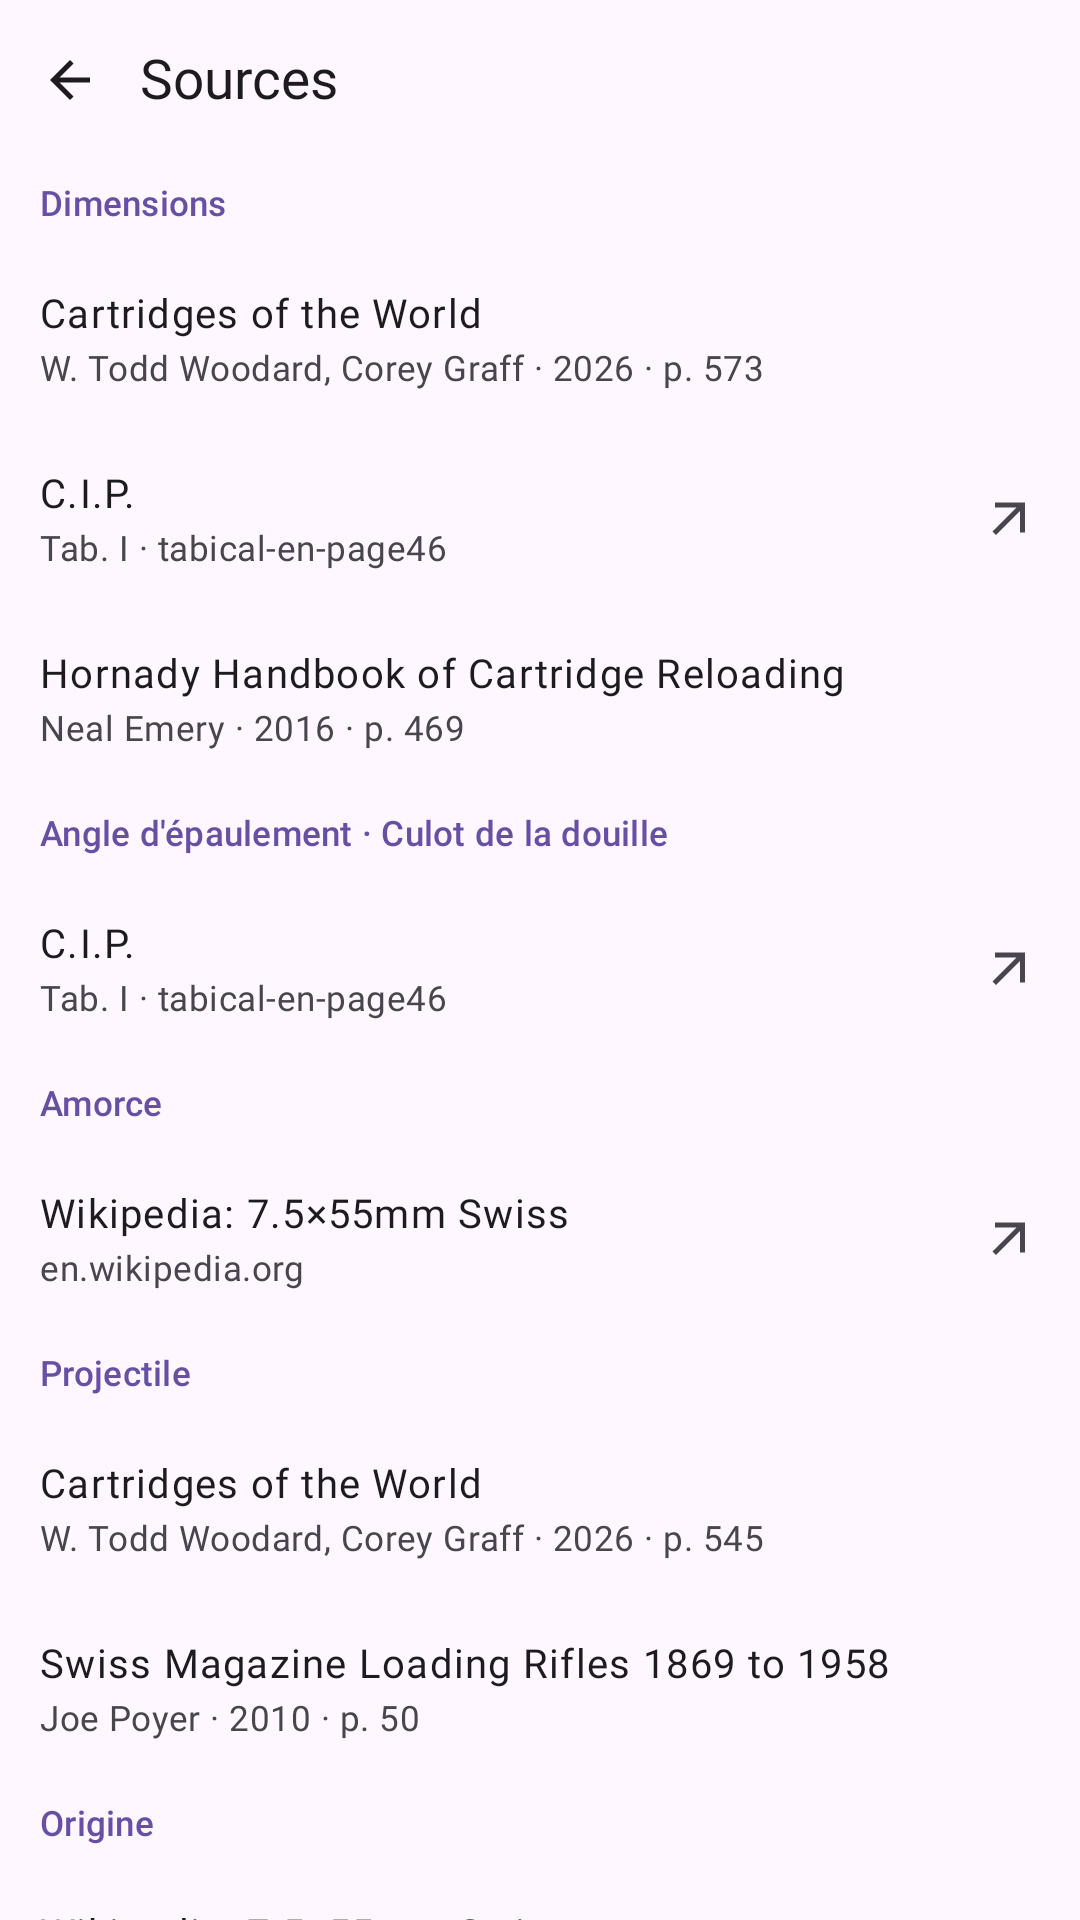 Sources
Dimensions
Cartridges of the World
W. Todd Woodard, Corey Graff · 2026 · p. 573
C.I.P.
Tab. I · tabical-en-page46
Hornady Handbook of Cartridge Reloading
Neal Emery · 2016 · p. 469
Angle d'épaulement · Culot de la douille
C.I.P.
Tab. I · tabical-en-page46
Amorce
Wikipedia: 7.5×55mm Swiss
en.wikipedia.org
Projectile
Cartridges of the World
W. Todd Woodard, Corey Graff · 2026 · p. 545
Swiss Magazine Loading Rifles 1869 to 1958
Joe Poyer · 2010 · p. 50
Origine